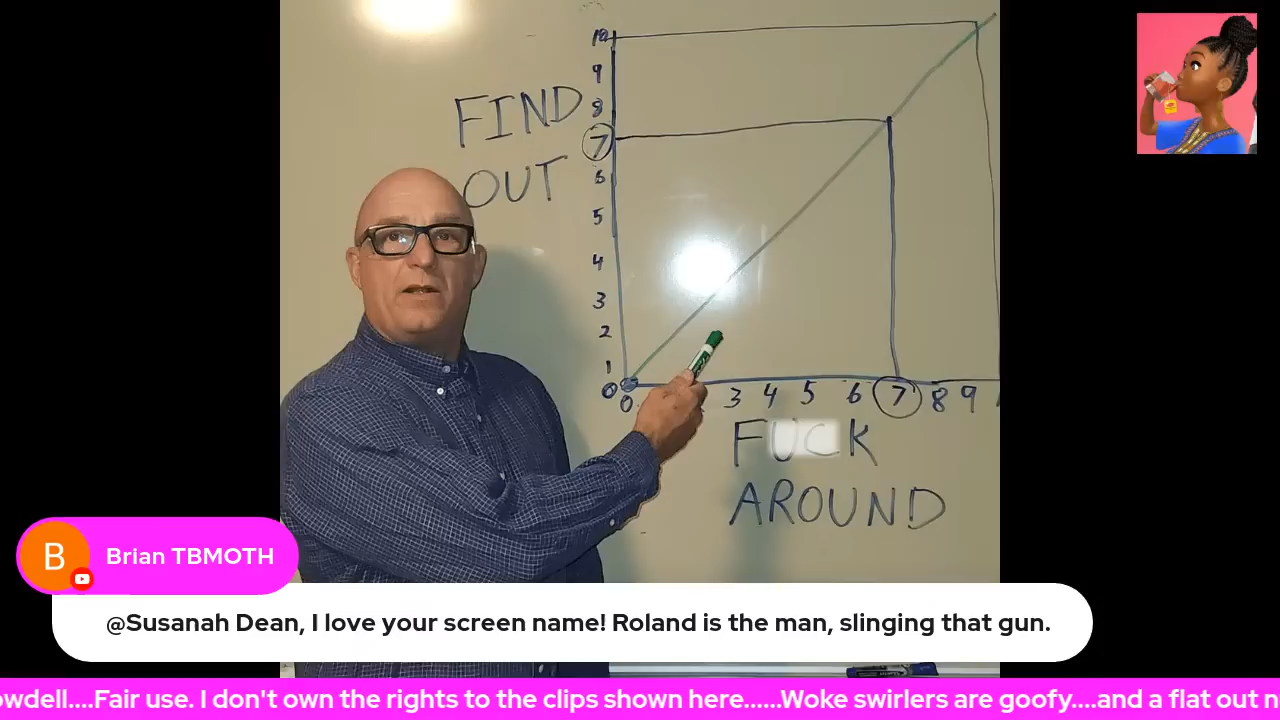 10
9
8
7
6
5
4
3
2
1
0
FIND
OUT
0 3 4 5 6 7 8 9
FUCK
AROUND
B
Brian TBMOTH
@Susanah Dean, I love your screen name! Roland is the man, slinging that gun.
owdell....Fair use. I don't own the rights to the clips shown here......Woke swirlers are goofy....and a flat out n